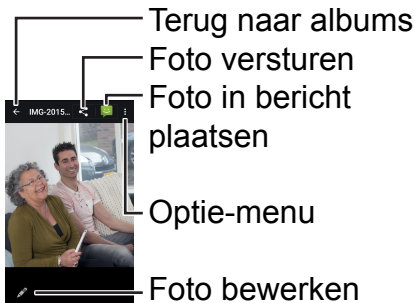 Terug naar albums
Foto versturen
Foto in bericht
plaatsen
IMG-2015...
Optie-menu
Foto bewerken